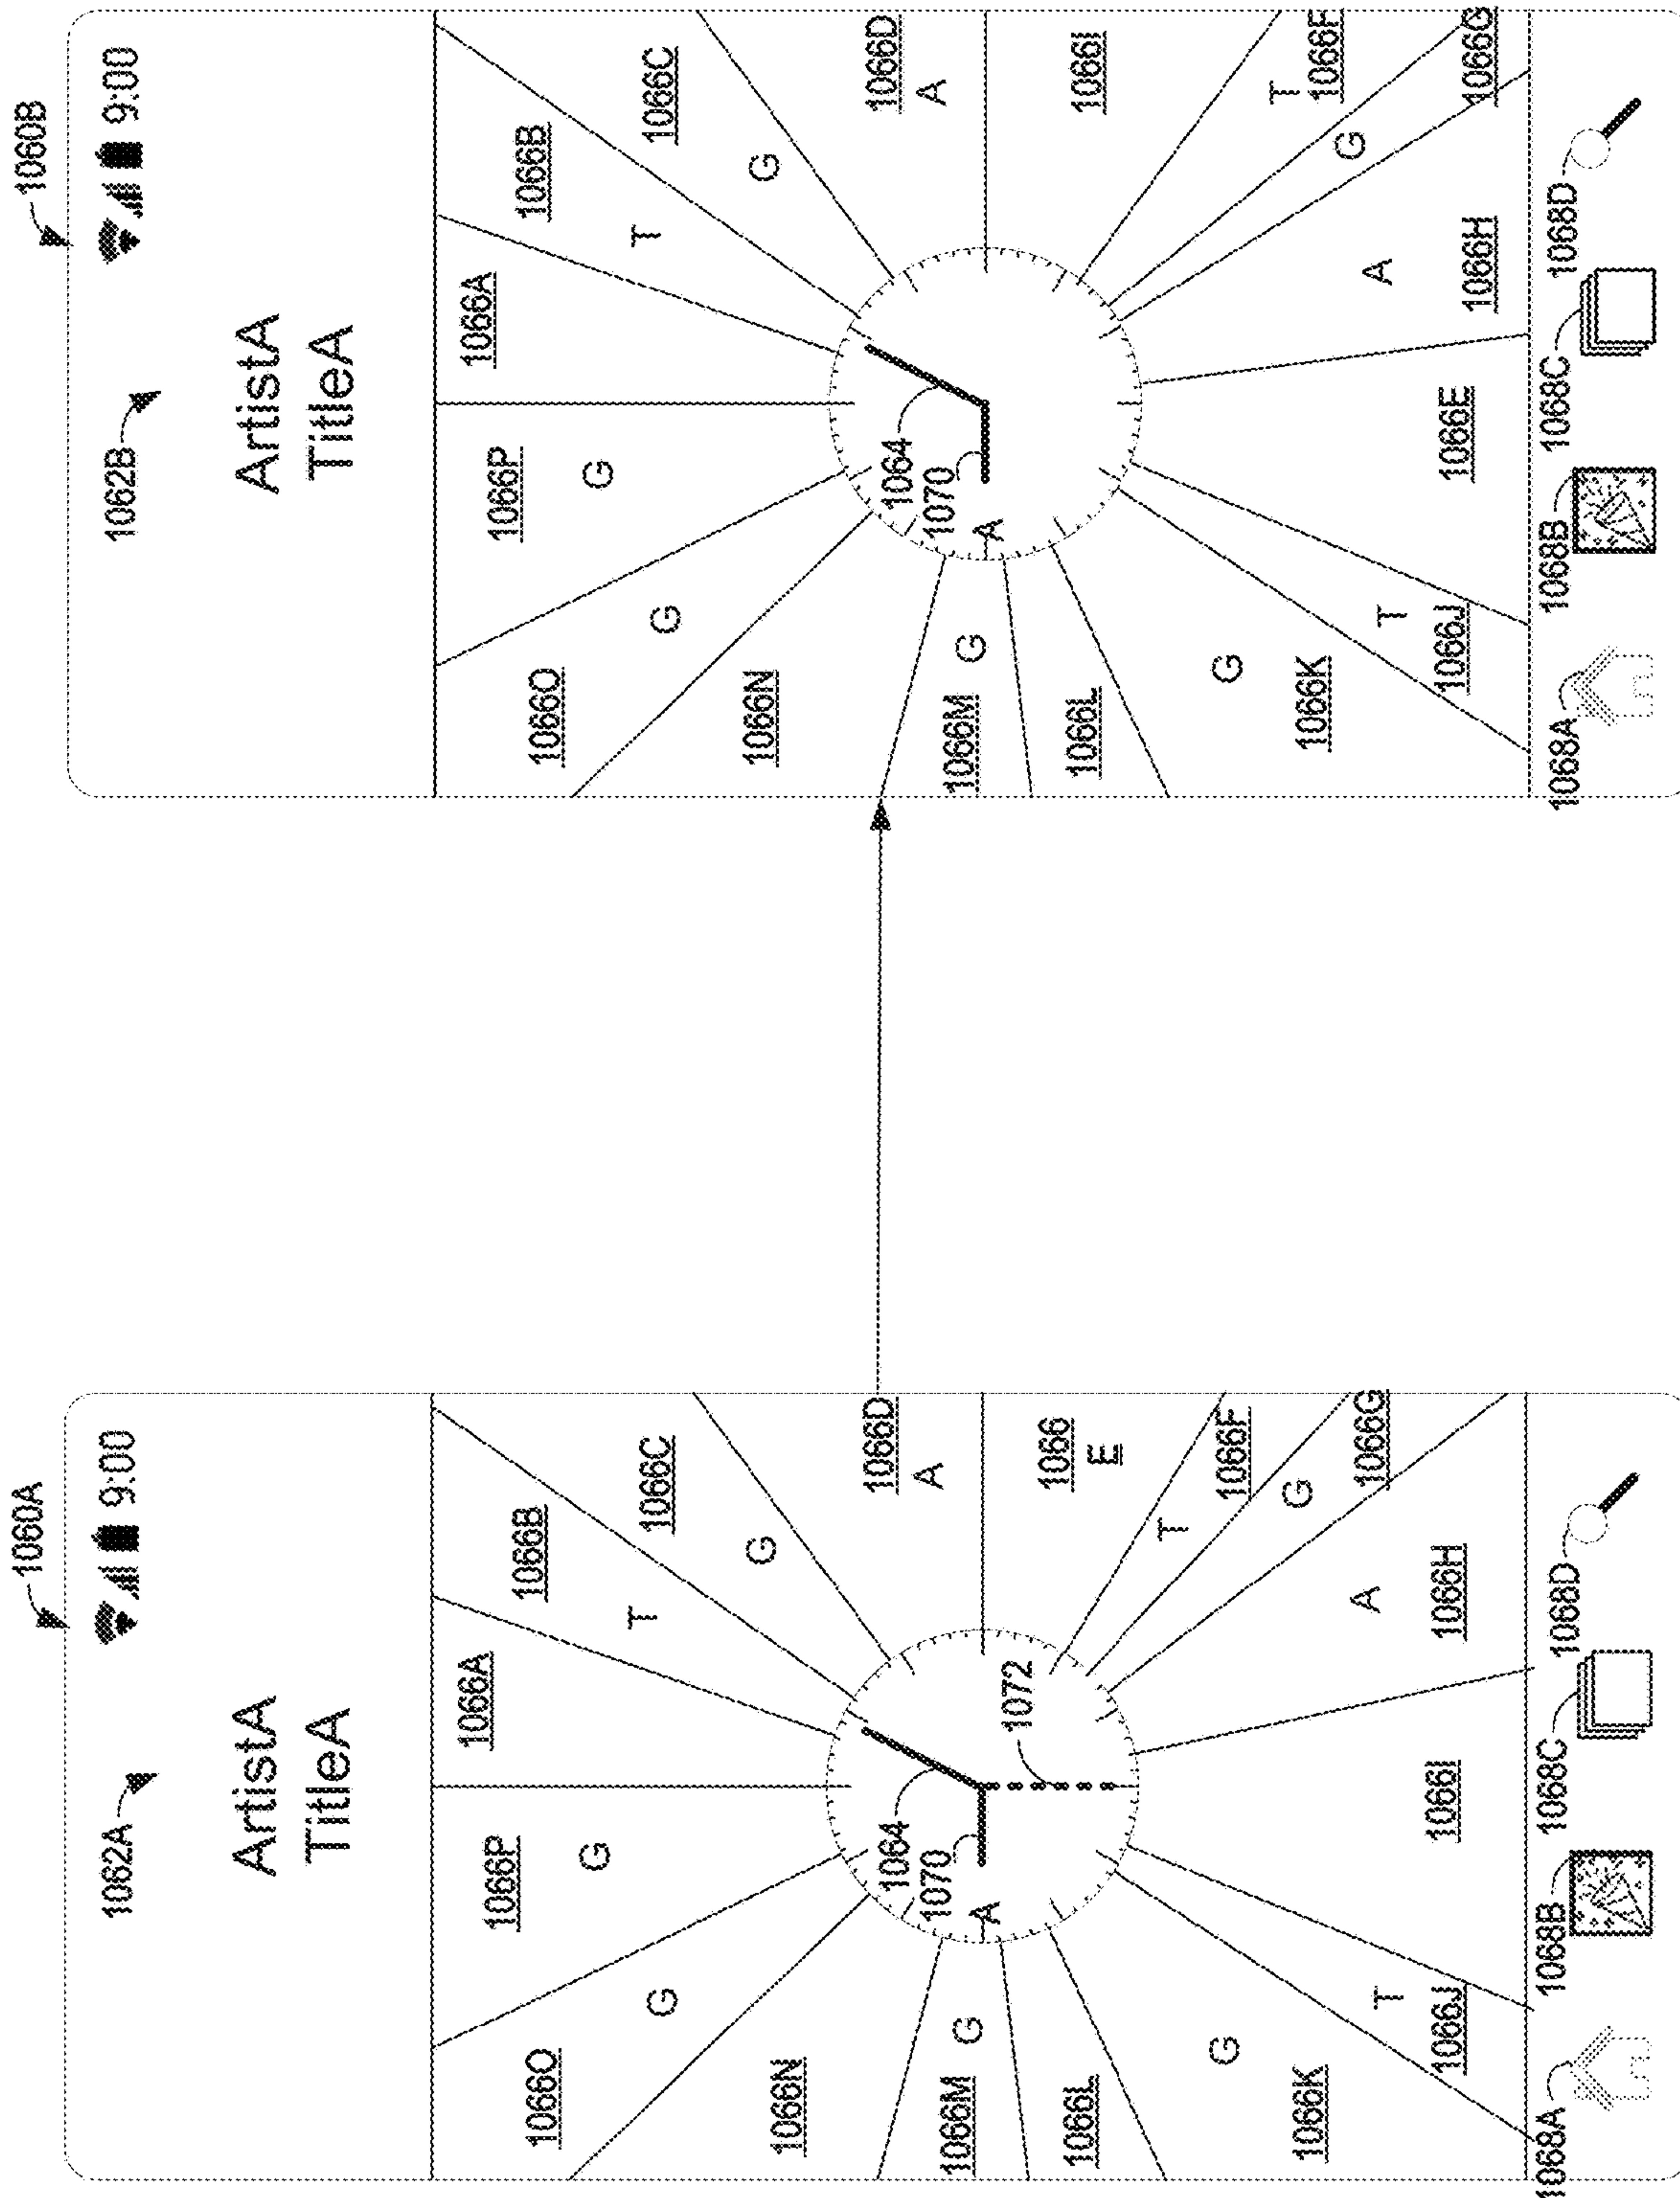 1060A
1062A
9:00
ArtistA
TitleA
1066P
1066A
G
1066B
T
1066O
G
1066C
G
1066N
1066D
A
1064
1070
A
1072
1066M
G
1066
E
1066L
1066F
T
G
1066K
G
1066G
A
1066H
T
1066J
1066I
1068A
1068B
1068C
1068D
1060B
1062B
9:00
ArtistA
TitleA
1066P
1066A
G
1066B
T
1066O
G
1066C
G
1066N
1066D
A
1064
1070
A
1066M
G
1066I
1066L
T
1066F
G
1066K
G
1066G
A
1066H
T
1066J
1066E
1068A
1068B
1068C
1068D